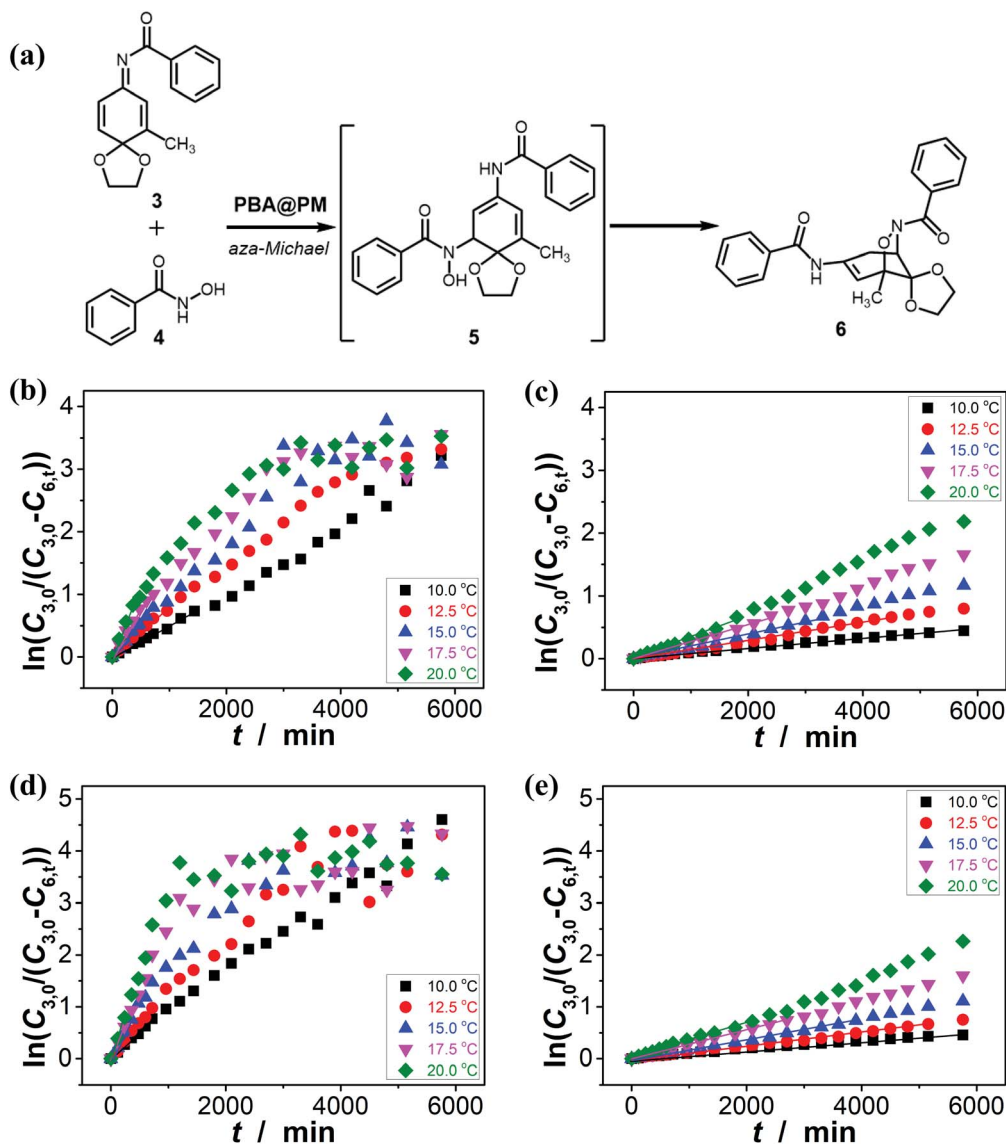 (a)
O
N
CH3
O
O
3
+
O
N
H
OH
4
PBA@PM
aza-Michael
O
HN
O
N
OH
CH3
O
O
5
O
N
H
O
N
O
CH3
O
O
6
(b)
ln(C3,0/(C3,0-C6,t))
4
3
2
1
0
10.0 °C
12.5 °C
15.0 °C
17.5 °C
20.0 °C
0 2000 4000 6000
t / min
(c)
ln(C3,0/(C3,0-C6,t))
4
3
2
1
0
10.0 °C
12.5 °C
15.0 °C
17.5 °C
20.0 °C
0 2000 4000 6000
t / min
(d)
ln(C3,0/(C3,0-C6,t))
5
4
3
2
1
0
10.0 °C
12.5 °C
15.0 °C
17.5 °C
20.0 °C
0 2000 4000 6000
t / min
(e)
ln(C3,0/(C3,0-C6,t))
5
4
3
2
1
0
10.0 °C
12.5 °C
15.0 °C
17.5 °C
20.0 °C
0 2000 4000 6000
t / min